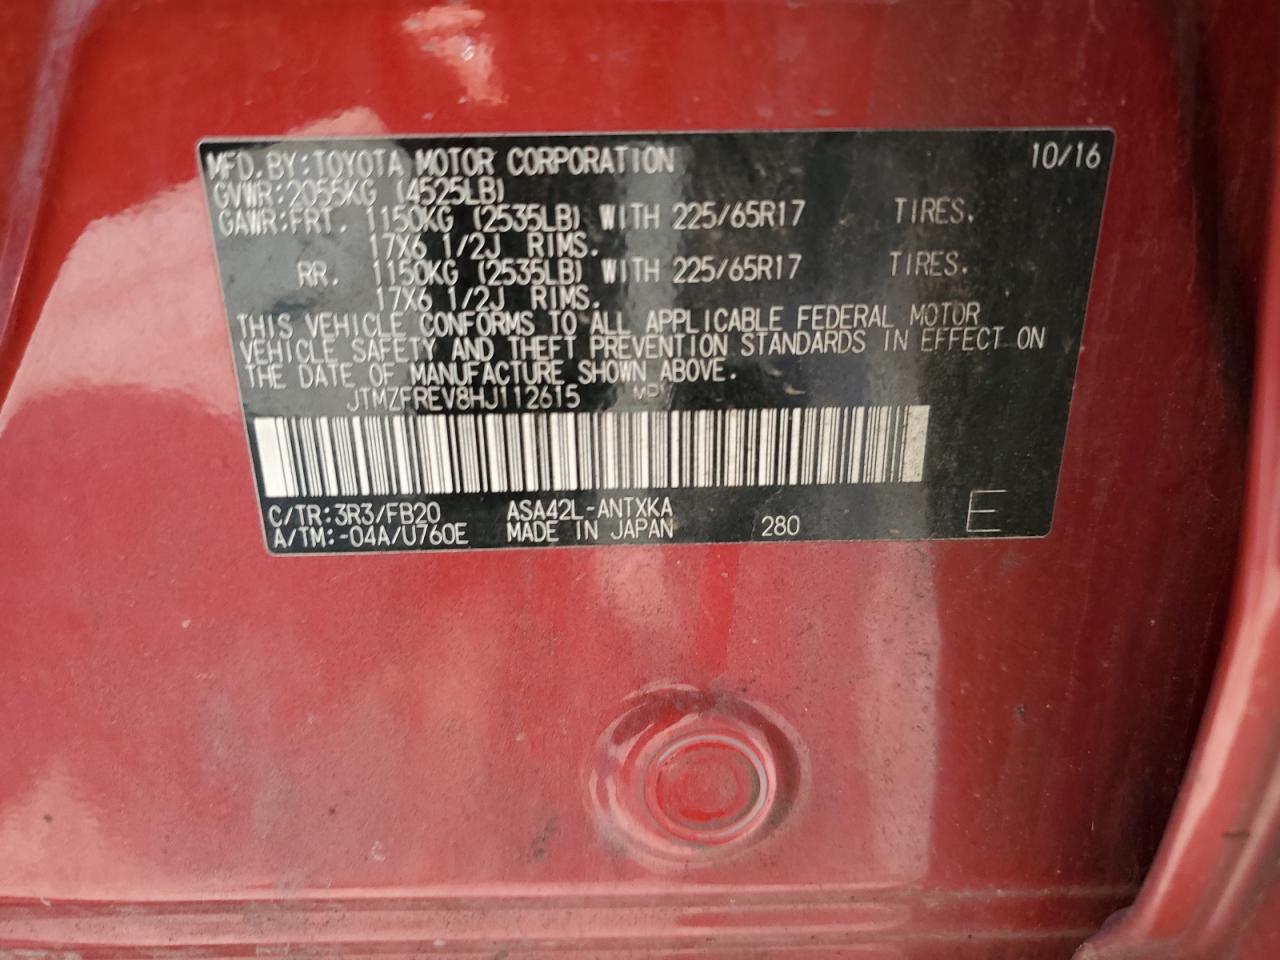 MFD.BY:TOYOTA MOTOR CORPORATION 10/16
GVWR:2055KG (4525LB)
GAWR:FRT. 1150KG (2535LB) WITH 225/65R17 TIRES.
17X6 1/2J RIMS.
RR. 1150KG (2535LB) WITH 225/65R17 TIRES.
17X6 1/2J RIMS.
THIS VEHICLE CONFORMS TO ALL APPLICABLE FEDERAL MOTOR
VEHICLE SAFETY AND THEFT PREVENTION STANDARDS IN EFFECT ON
THE DATE OF MANUFACTURE SHOWN ABOVE.
JTMZFREV8HJ112615 MPV
C/TR:3R3/FB20 ASA42L-ANTXKA
A/TM:-04A/U760E MADE IN JAPAN 280 E